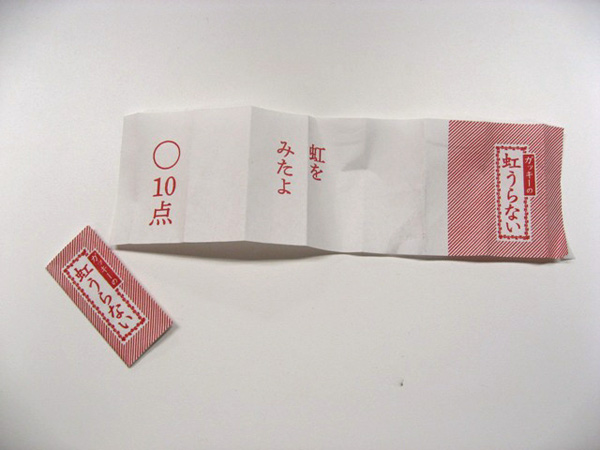 ガッキーの
虹うらない
虹を
みたよ
○
10点
ガッキーの
虹うらない